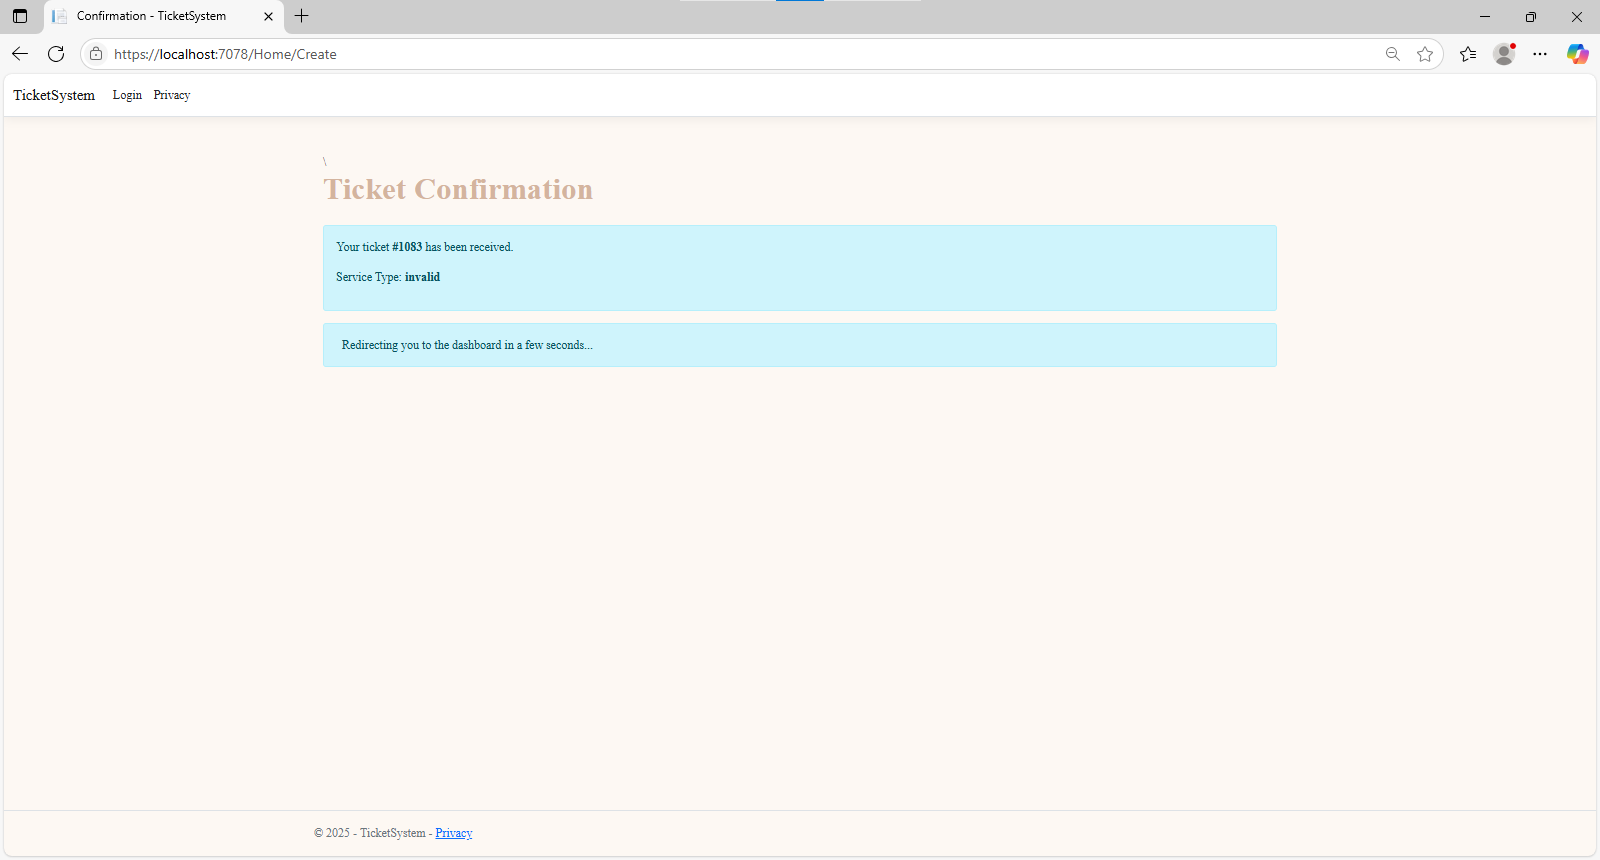 Confirmation - TicketSystem
https://localhost:7078/Home/Create
TicketSystem Login Privacy
\
Ticket Confirmation
Your ticket #1083 has been received.
Service Type: invalid
Redirecting you to the dashboard in a few seconds...
© 2025 - TicketSystem - Privacy